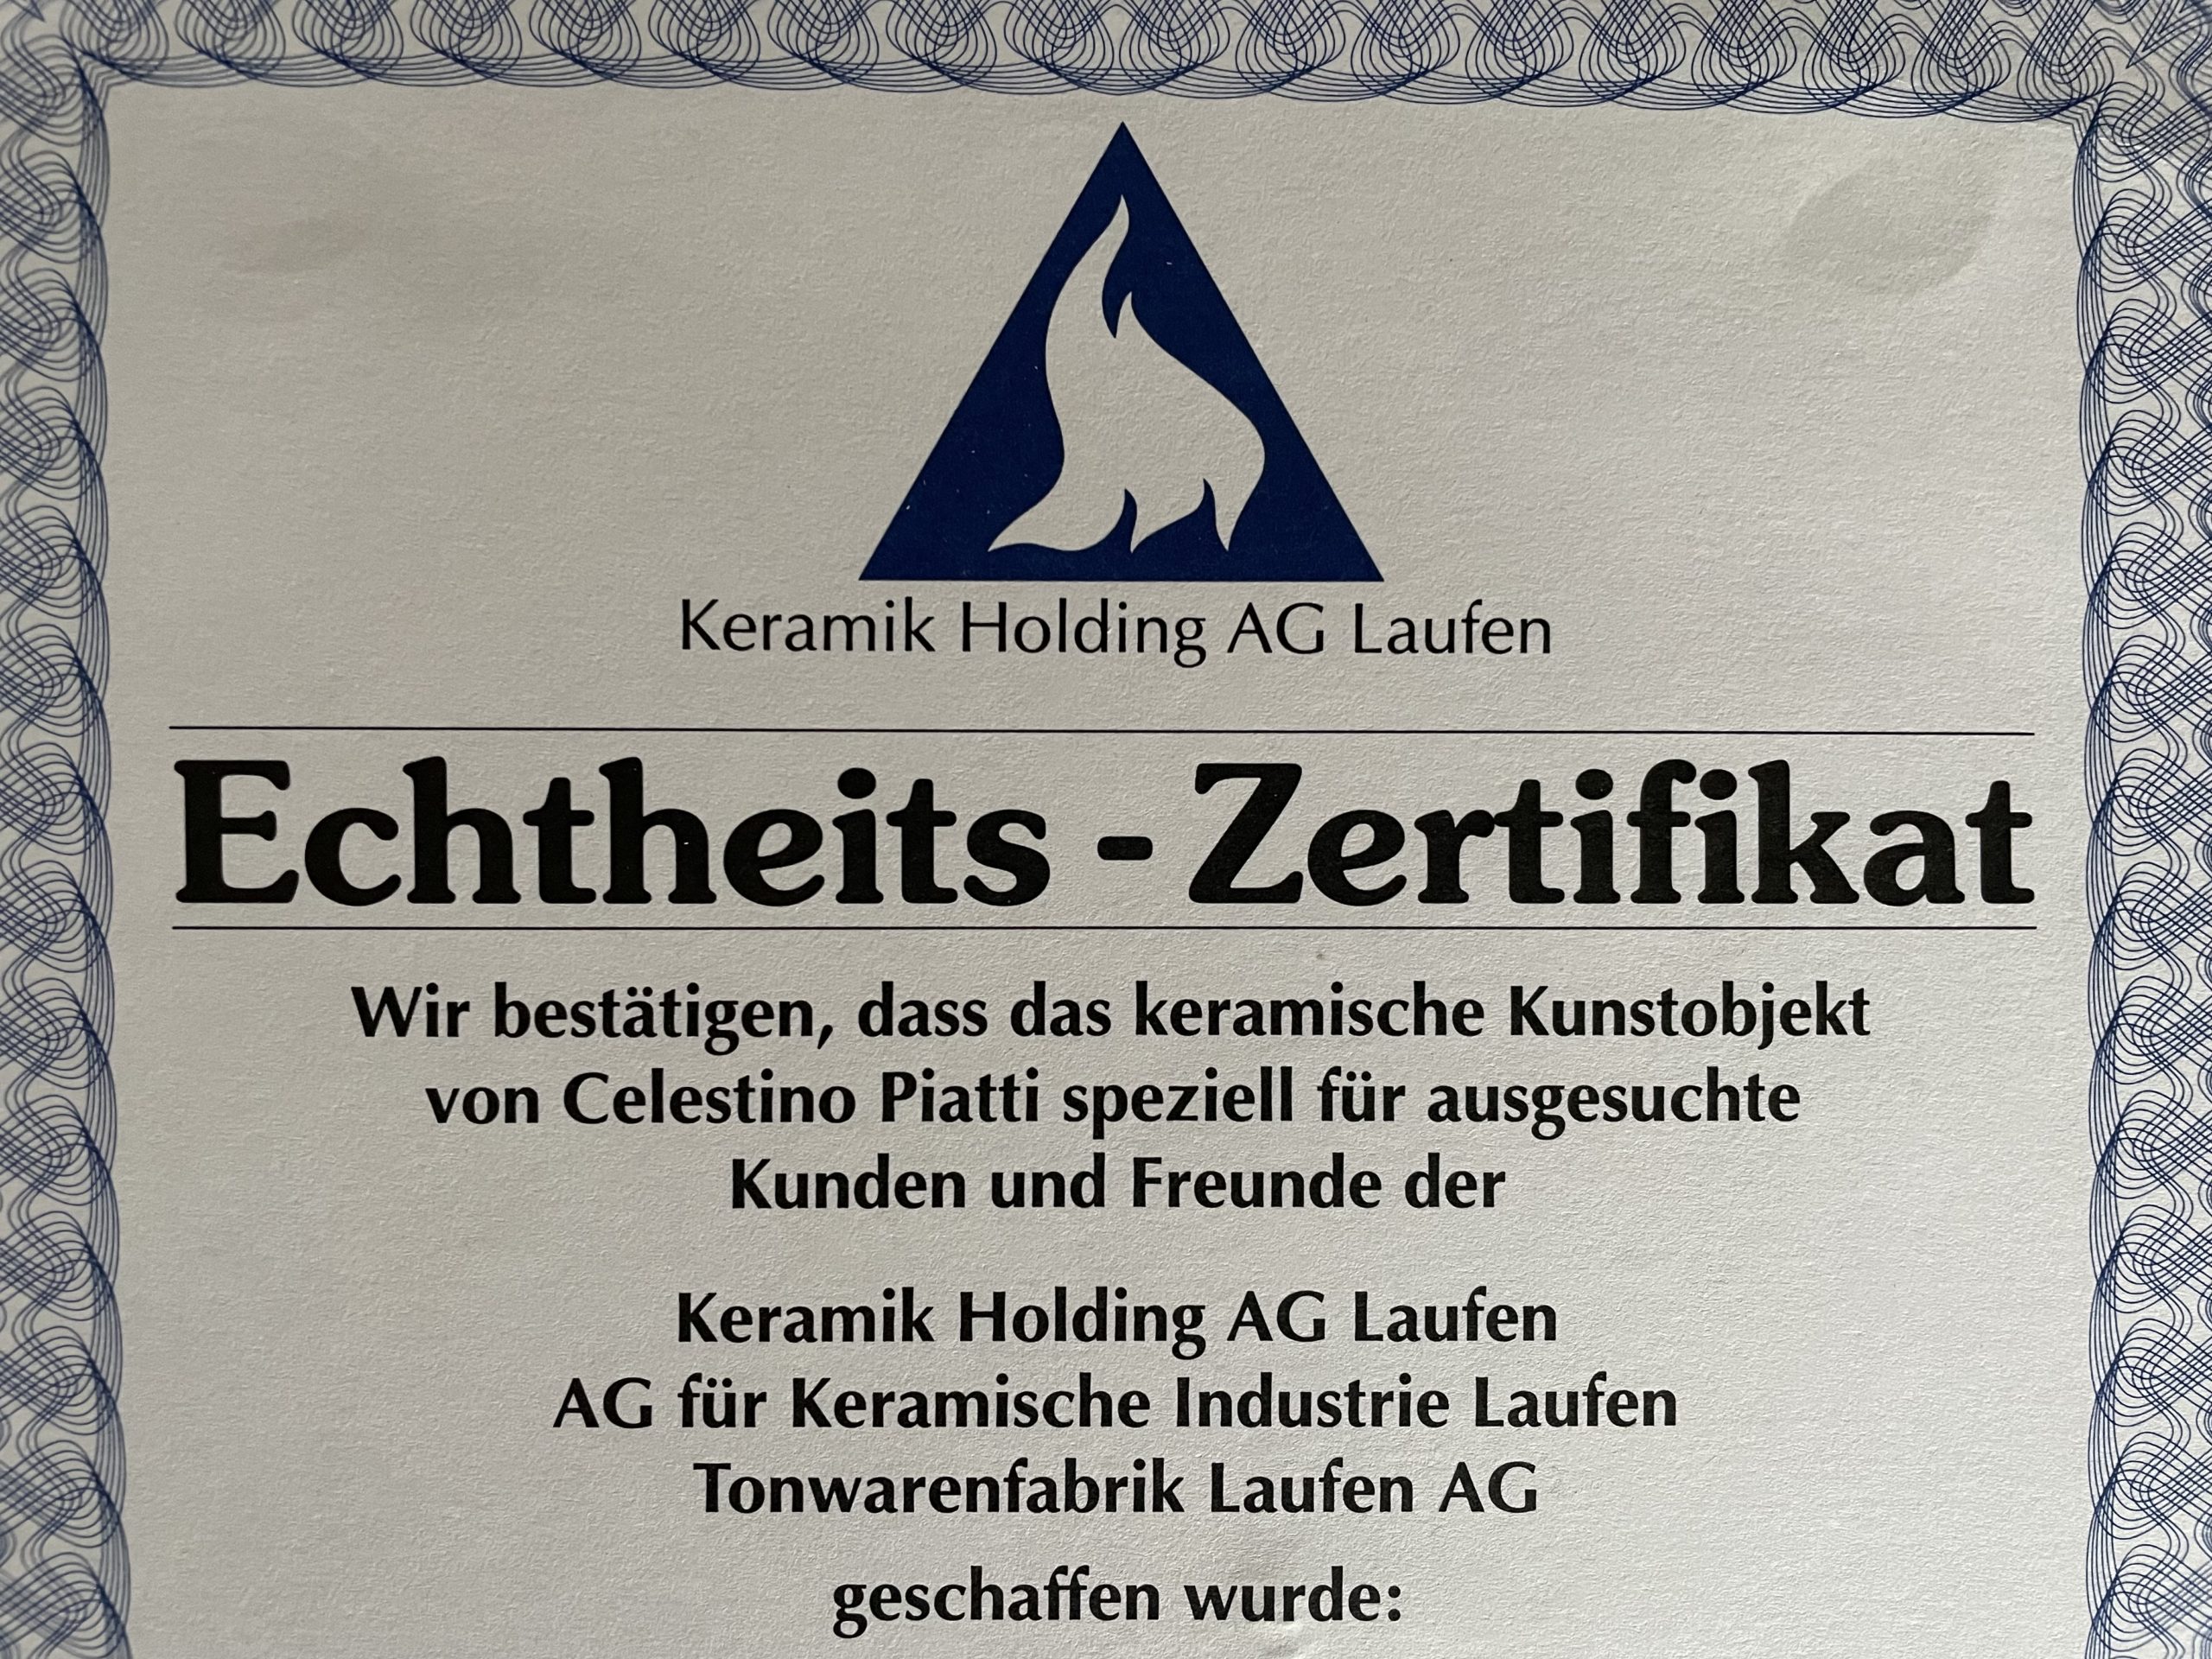 Keramik Holding AG Laufen
Echtheits - Zertifikat
Wir bestätigen, dass das keramische Kunstobjekt
von Celestino Piatti speziell für ausgesuchte
Kunden und Freunde der
Keramik Holding AG Laufen
AG für Keramische Industrie Laufen
Tonwarenfabrik Laufen AG
geschaffen wurde: